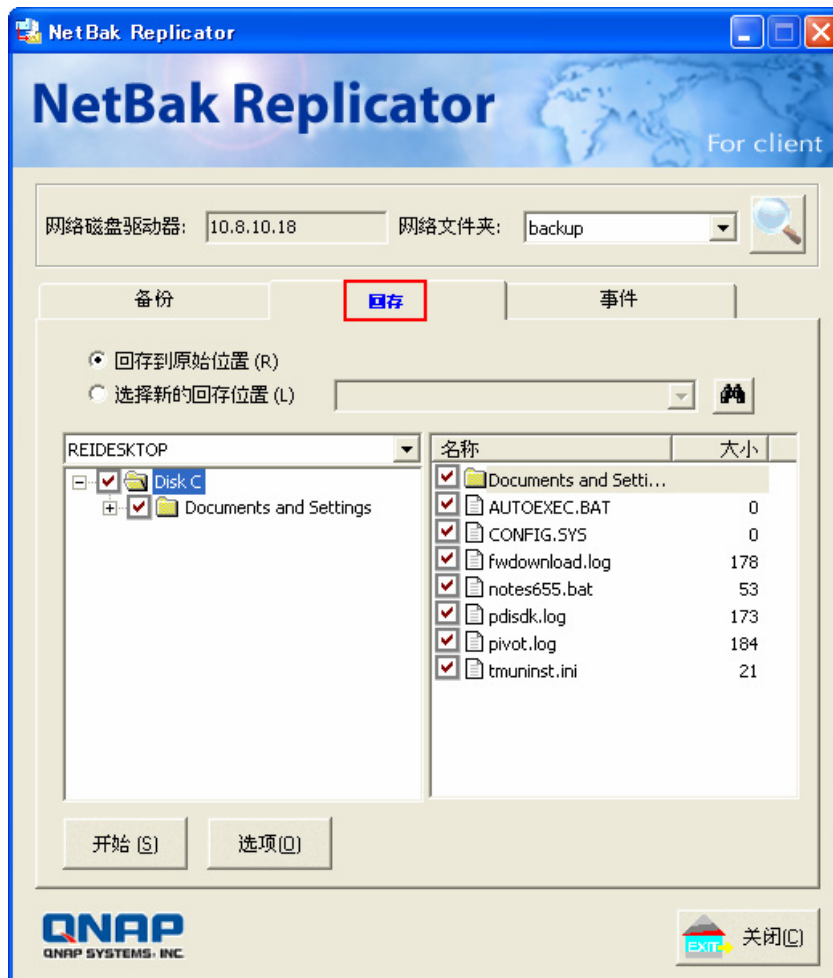 NetBak Replicator
NetBak Replicator
For client
网络磁盘驱动器: 10.8.10.18 网络文件夹: backup
备份 回存 事件
回存到原始位置 (R)
选择新的回存位置 (L)
REIDESKTOP
Disk C
Documents and Settings
名称 大小
Documents and Setti...
AUTOEXEC.BAT 0
CONFIG.SYS 0
fwdownload.log 178
notes655.bat 53
pdisdk.log 173
pivot.log 184
tmuninst.ini 21
开始 (S) 选项(O)
QNAP
QNAP SYSTEMS, INC.
EXIT 关闭(C)